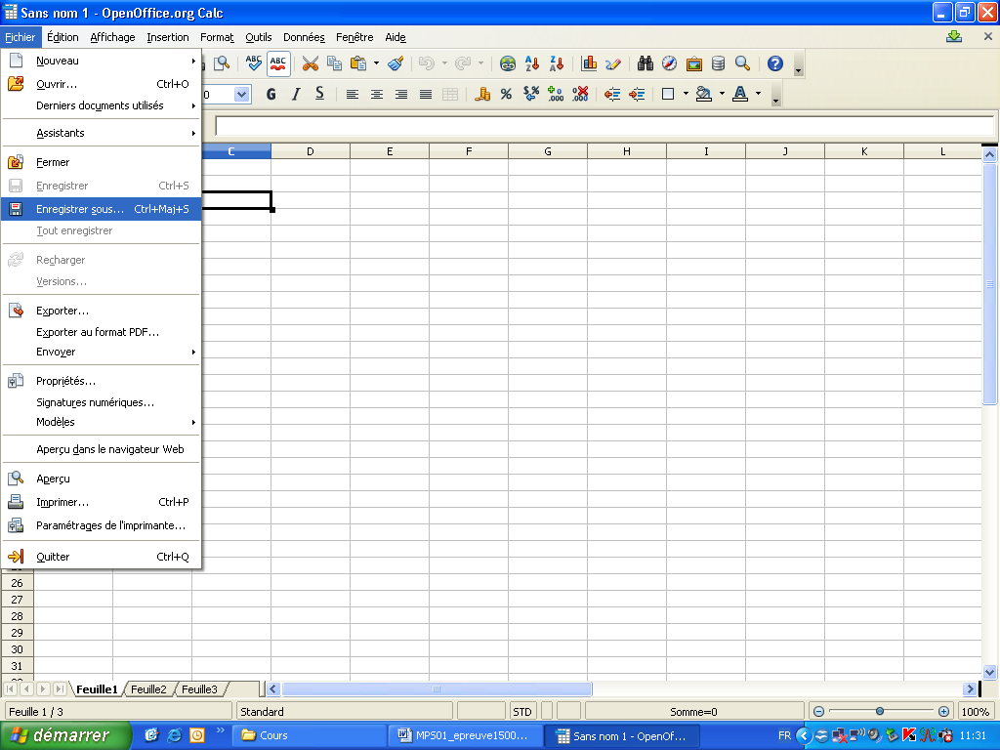 Sans nom 1 - OpenOffice.org Calc
Fichier Édition Affichage Insertion Format Outils Données Fenêtre Aide
Nouveau
Ouvrir... Ctrl+O
Derniers documents utilisés
Assistants
Fermer
Enregistrer Ctrl+S
Enregistrer sous... Ctrl+Maj+S
Tout enregistrer
Recharger
Versions...
Exporter...
Exporter au format PDF...
Envoyer
Propriétés...
Signatures numériques...
Modèles
Aperçu dans le navigateur Web
Aperçu
Imprimer... Ctrl+P
Paramétrages de l'imprimante...
Quitter Ctrl+Q
ABC ABC
0 G I S
C D E F G H I J K L
26
27
28
29
30
31
Feuille1 Feuille2 Feuille3
Feuille 1 / 3 Standard STD Somme=0 100%
démarrer Cours MPS01_epreuve1500... Sans nom 1 - OpenOf... FR 11:31